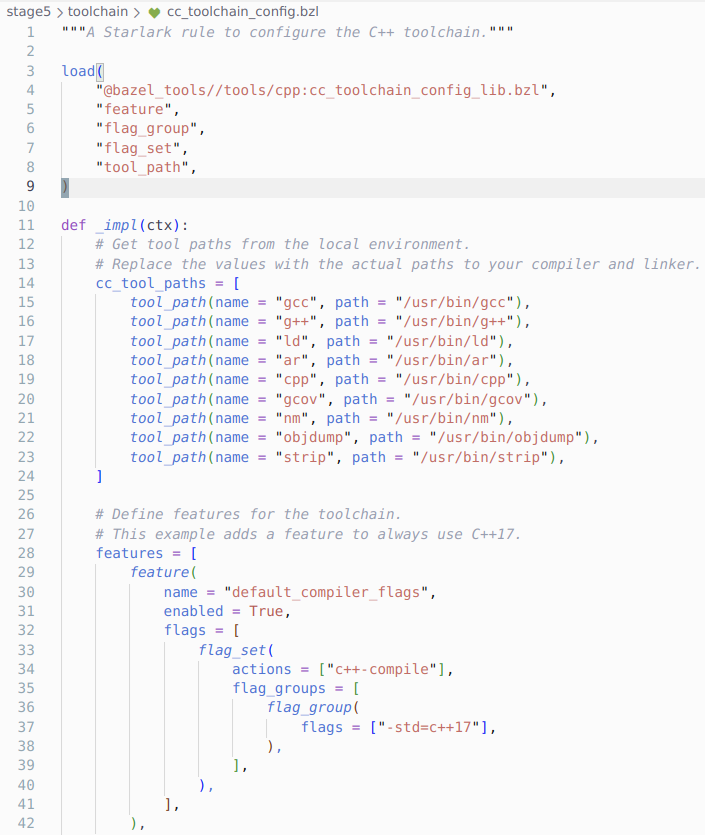 stage5 > toolchain > cc_toolchain_config.bzl
1 """A Starlark rule to configure the C++ toolchain."""
2
3 load(
4     "@bazel_tools//tools/cpp:cc_toolchain_config_lib.bzl",
5     "feature",
6     "flag_group",
7     "flag_set",
8     "tool_path",
9 )
10
11 def _impl(ctx):
12     # Get tool paths from the local environment.
13     # Replace the values with the actual paths to your compiler and linker.
14     cc_tool_paths = [
15         tool_path(name = "gcc", path = "/usr/bin/gcc"),
16         tool_path(name = "g++", path = "/usr/bin/g++"),
17         tool_path(name = "ld", path = "/usr/bin/ld"),
18         tool_path(name = "ar", path = "/usr/bin/ar"),
19         tool_path(name = "cpp", path = "/usr/bin/cpp"),
20         tool_path(name = "gcov", path = "/usr/bin/gcov"),
21         tool_path(name = "nm", path = "/usr/bin/nm"),
22         tool_path(name = "objdump", path = "/usr/bin/objdump"),
23         tool_path(name = "strip", path = "/usr/bin/strip"),
24     ]
25
26     # Define features for the toolchain.
27     # This example adds a feature to always use C++17.
28     features = [
29         feature(
30             name = "default_compiler_flags",
31             enabled = True,
32             flags = [
33                 flag_set(
34                     actions = ["c++-compile"],
35                     flag_groups = [
36                         flag_group(
37                             flags = ["-std=c++17"],
38                         ),
39                     ],
40                 ),
41             ],
42         ),